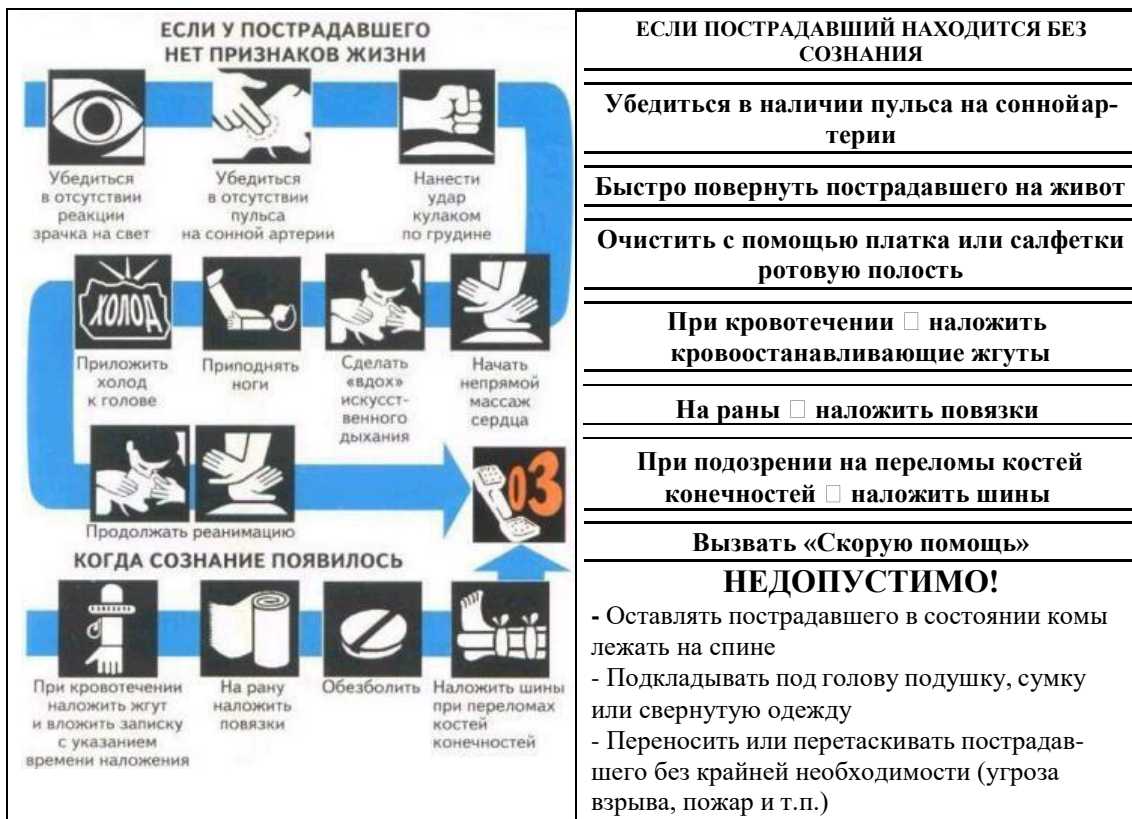 ЕСЛИ У ПОСТРАДАВШЕГО
НЕТ ПРИЗНАКОВ ЖИЗНИ
Убедиться
в отсутствии
реакции
зрачка на свет
Убедиться
в отсутствии
пульса
на сонной артерии
Нанести
удар
кулаком
по грудине
ХОЛОД
Приложить
холод
к голове
Приподнять
ноги
Сделать
«вдох»
искусст-
венного
дыхания
Начать
непрямой
массаж
сердца
Продолжать реанимацию
03
КОГДА СОЗНАНИЕ ПОЯВИЛОСЬ
При кровотечении
наложить жгут
и вложить записку
с указанием
времени наложения
На рану
наложить
повязки
Обезболить
Наложить шины
при переломах
костей
конечностей
ЕСЛИ ПОСТРАДАВШИЙ НАХОДИТСЯ БЕЗ
СОЗНАНИЯ
Убедиться в наличии пульса на соннойар-
терии
Быстро повернуть пострадавшего на живот
Очистить с помощью платка или салфетки
ротовую полость
При кровотечении □ наложить
кровоостанавливающие жгуты
На раны □ наложить повязки
При подозрении на переломы костей
конечностей □ наложить шины
Вызвать «Скорую помощь»
НЕДОПУСТИМО!
- Оставлять пострадавшего в состоянии комы
лежать на спине
- Подкладывать под голову подушку, сумку
или свернутую одежду
- Переносить или перетаскивать пострадав-
шего без крайней необходимости (угроза
взрыва, пожар и т.п.)